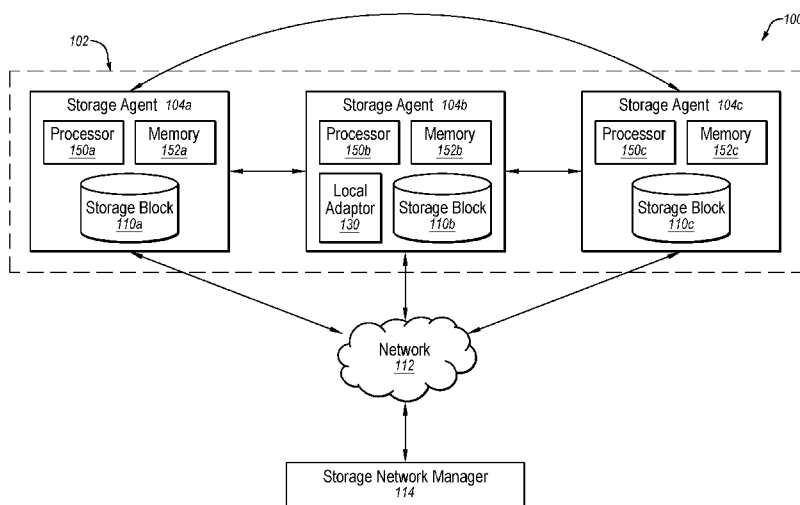 102
100
Storage Agent 104a
Processor
150a
Memory
152a
Storage Block
110a
Storage Agent 104b
Processor
150b
Memory
152b
Local
Adaptor
130
Storage Block
110b
Storage Agent 104c
Processor
150c
Memory
152c
Storage Block
110c
Network
112
Storage Network Manager
114